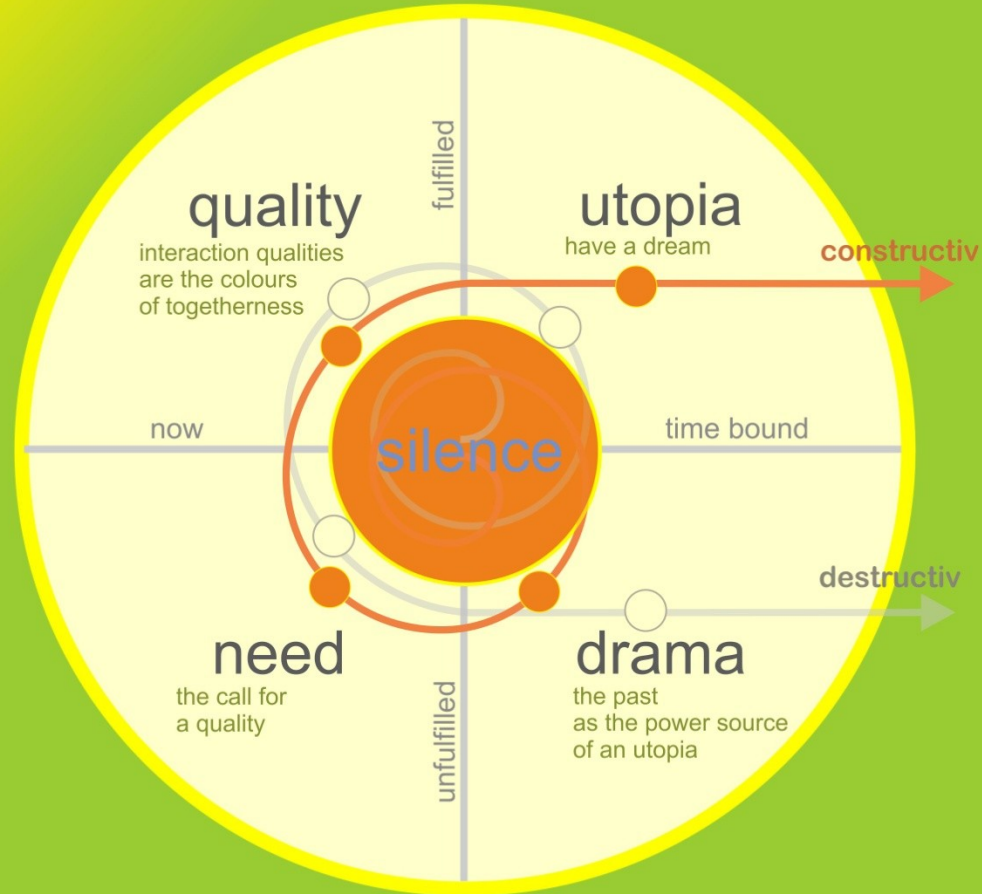 fulfilled
quality
interaction qualities
are the colours
of togetherness
utopia
have a dream
constructiv
now
silence
time bound
destructiv
need
the call for
a quality
unfulfilled
drama
the past
as the power source
of an utopia